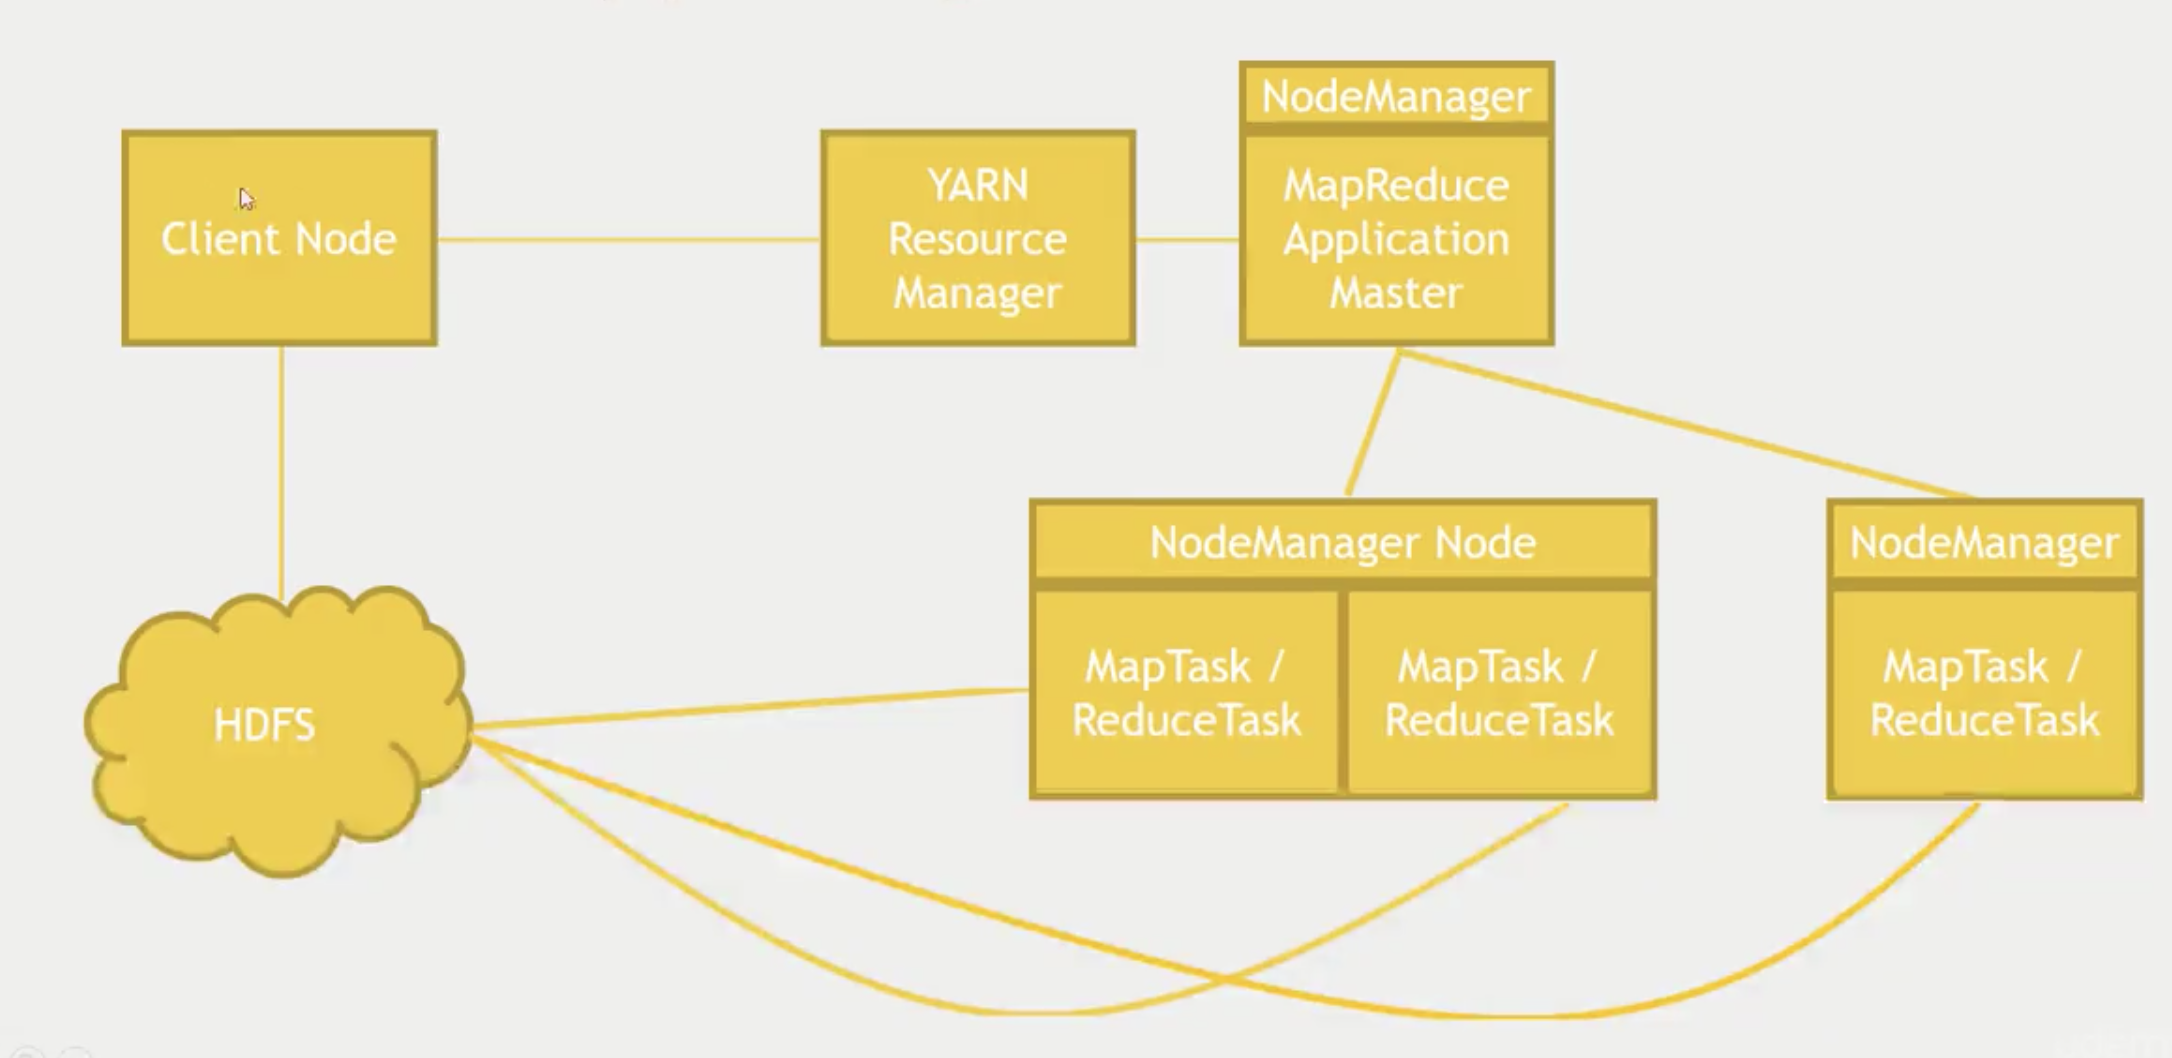 NodeManager
Client Node
YARN
Resource
Manager
MapReduce
Application
Master
NodeManager Node
NodeManager
MapTask /
ReduceTask
MapTask /
ReduceTask
MapTask /
ReduceTask
HDFS